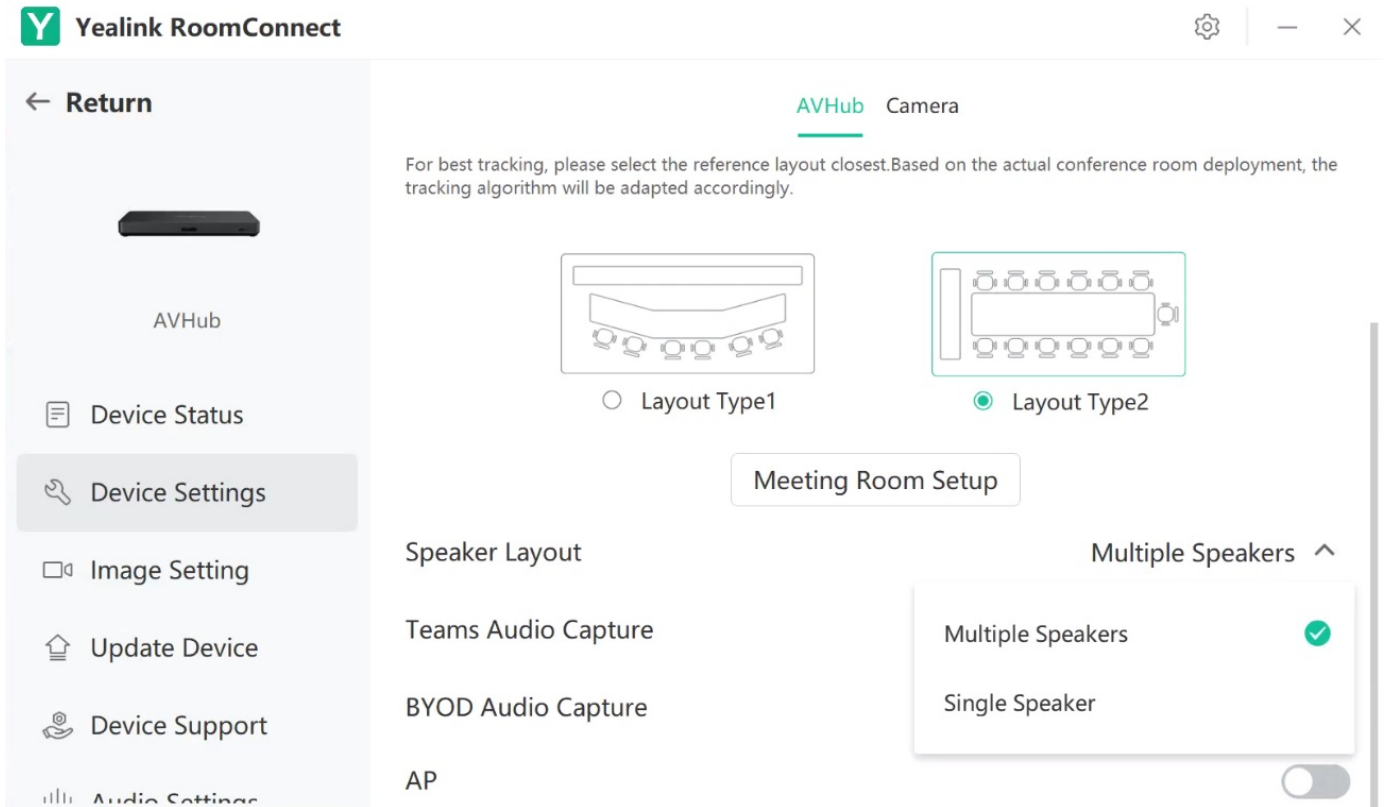 Yealink RoomConnect
Return
AVHub
Device Status
Device Settings
Image Setting
Update Device
Device Support
Audio Settings
AVHub Camera
For best tracking, please select the reference layout closest.Based on the actual conference room deployment, the
tracking algorithm will be adapted accordingly.
Layout Type1 Layout Type2
Meeting Room Setup
Speaker Layout Multiple Speakers
Teams Audio Capture
Multiple Speakers
BYOD Audio Capture
Single Speaker
AP